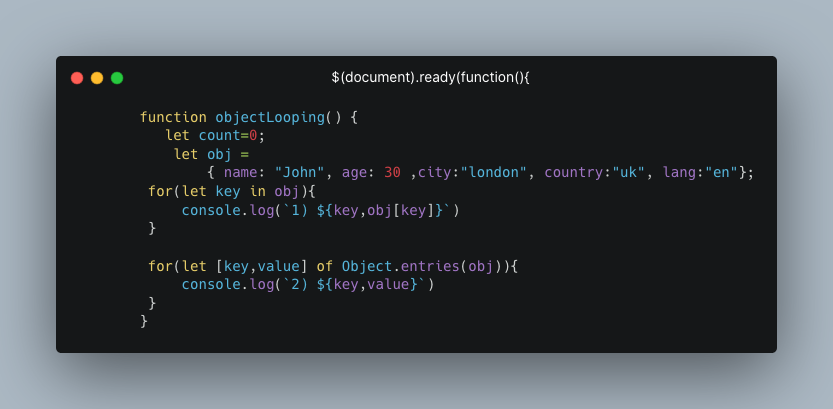 $(document).ready(function(){
function objectLooping() {
let count=0;
let obj =
{ name: "John", age: 30 ,city:"london", country:"uk", lang:"en"};
for(let key in obj){
console.log(`1) ${key,obj[key]}`)
}
for(let [key,value] of Object.entries(obj)){
console.log(`2) ${key,value}`)
}
}